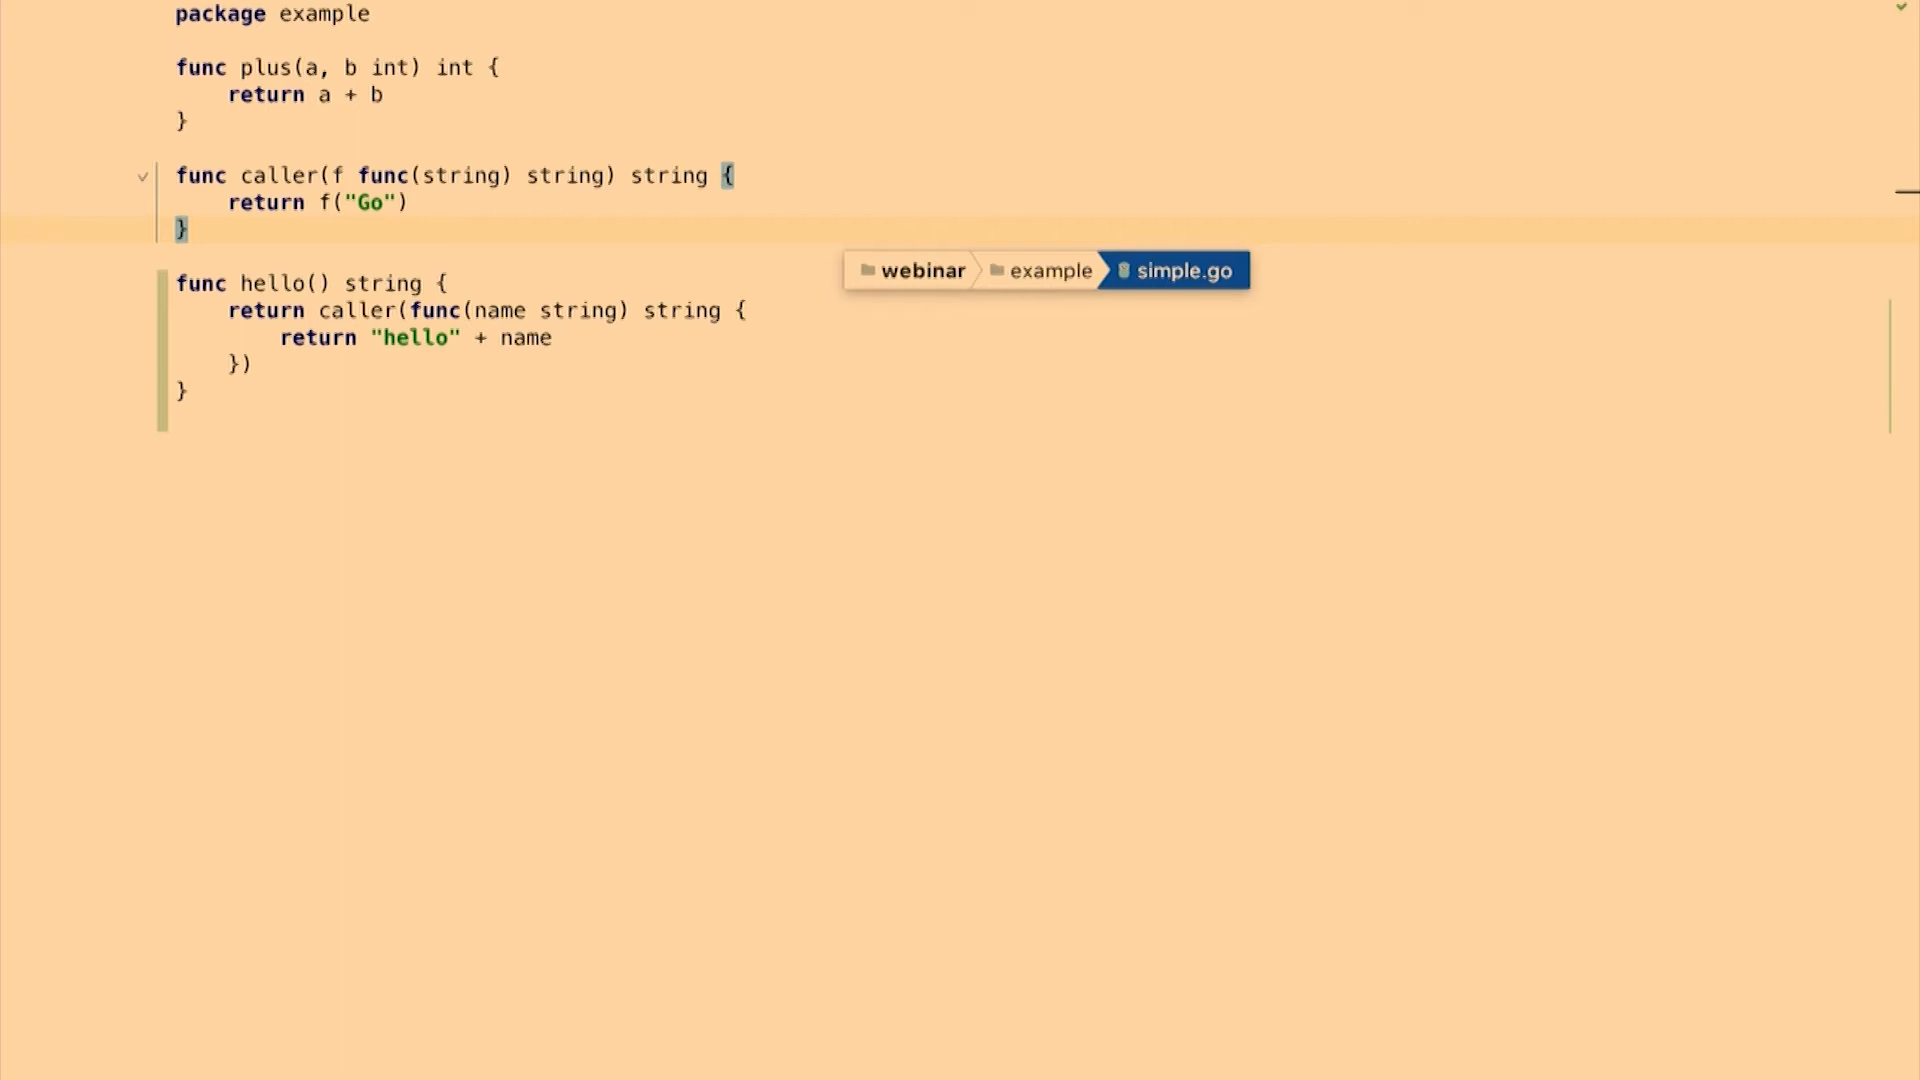 package example
func plus(a, b int) int {
    return a + b
}
func caller(f func(string) string) string {
    return f("Go")
}
webinar example simple.go
func hello() string {
    return caller(func(name string) string {
        return "hello" + name
    })
}